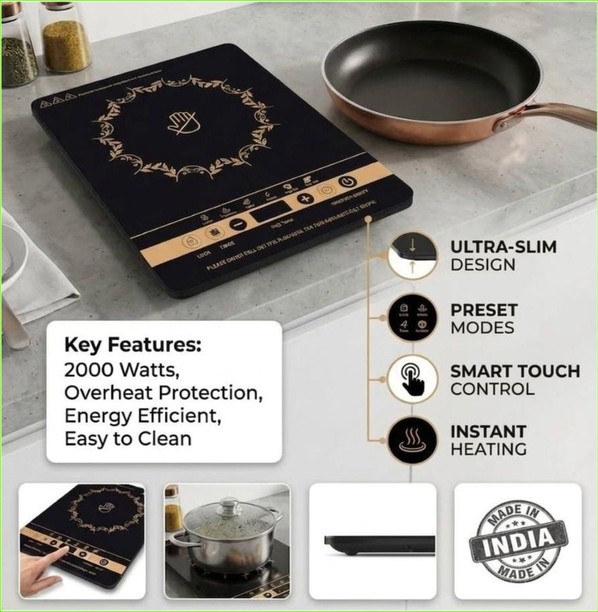 ULTRA-SLIM
DESIGN
PRESET
MODES
SMART TOUCH
CONTROL
INSTANT
HEATING
Key Features:
2000 Watts,
Overheat Protection,
Energy Efficient,
Easy to Clean
MADE IN
INDIA
MADE IN